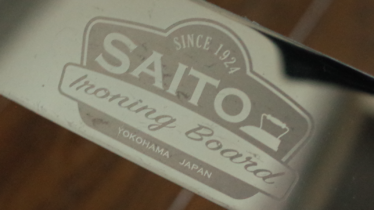 SINCE 1924
SAITO
Ironing Board
YOKOHAMA JAPAN